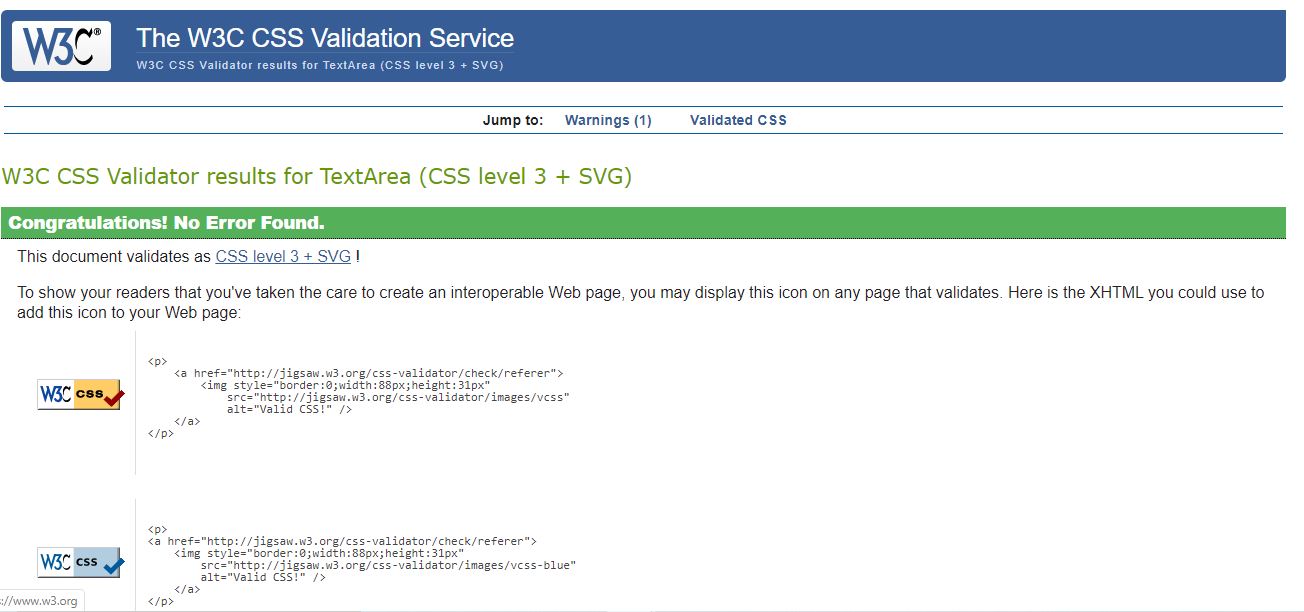 W3C® The W3C CSS Validation Service
W3C CSS Validator results for TextArea (CSS level 3 + SVG)
Jump to: Warnings (1) Validated CSS
W3C CSS Validator results for TextArea (CSS level 3 + SVG)
Congratulations! No Error Found.
This document validates as CSS level 3 + SVG !
To show your readers that you've taken the care to create an interoperable Web page, you may display this icon on any page that validates. Here is the XHTML you could use to
add this icon to your Web page:
W3C css
<p>
<a href="http://jigsaw.w3.org/css-validator/check/referer">
<img style="border:0;width:88px;height:31px"
src="http://jigsaw.w3.org/css-validator/images/vcss"
alt="Valid CSS!" />
</a>
</p>
W3C css
<p>
<a href="http://jigsaw.w3.org/css-validator/check/referer">
<img style="border:0;width:88px;height:31px"
src="http://jigsaw.w3.org/css-validator/images/vcss-blue"
alt="Valid CSS!" />
</a>
</p>
://www.w3.org